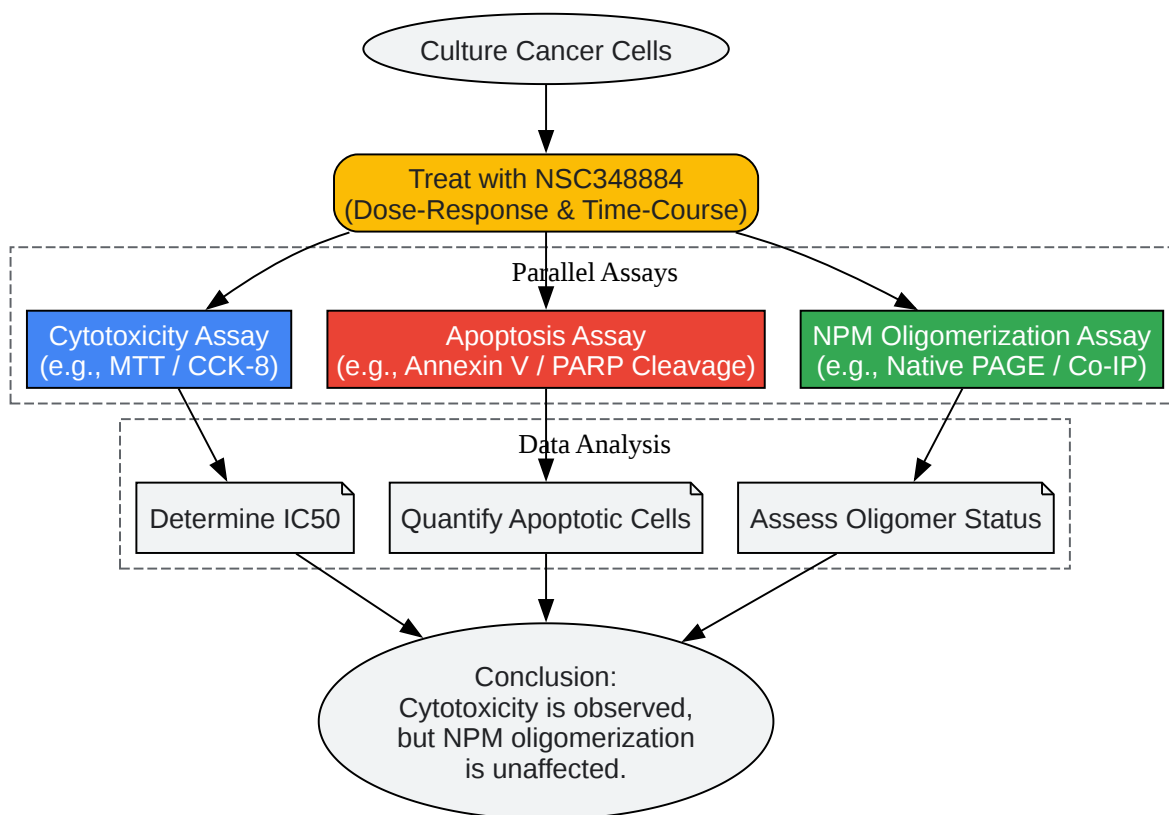 Culture Cancer Cells
Treat with NSC348884
(Dose-Response & Time-Course)
Parallel Assays
Cytotoxicity Assay
(e.g., MTT / CCK-8)
Apoptosis Assay
(e.g., Annexin V / PARP Cleavage)
NPM Oligomerization Assay
(e.g., Native PAGE / Co-IP)
Data Analysis
Determine IC50
Quantify Apoptotic Cells
Assess Oligomer Status
Conclusion:
Cytotoxicity is observed,
but NPM oligomerization
is unaffected.